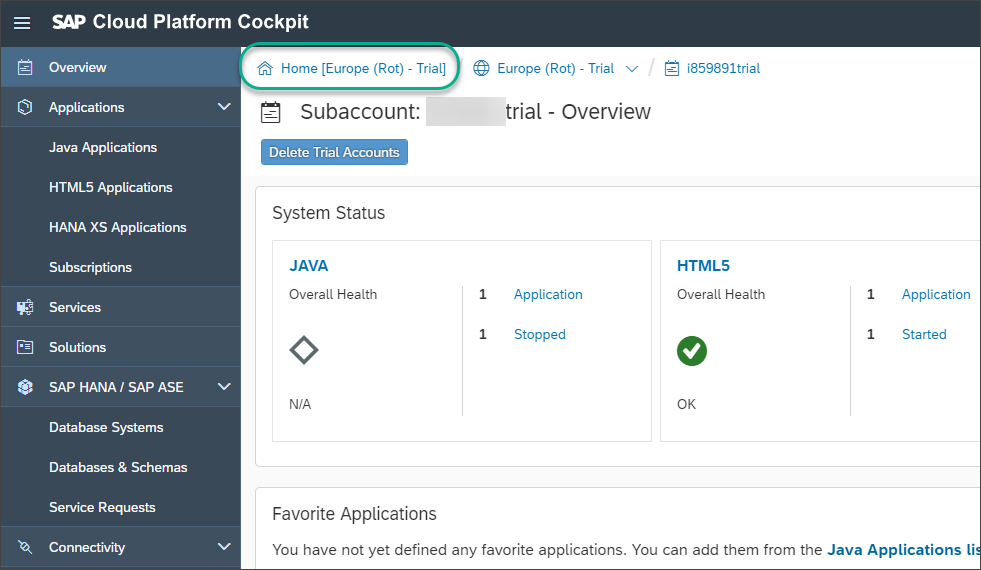 SAP Cloud Platform Cockpit
Overview
Applications
Java Applications
HTML5 Applications
HANA XS Applications
Subscriptions
Services
Solutions
SAP HANA / SAP ASE
Database Systems
Databases & Schemas
Service Requests
Connectivity
Home [Europe (Rot) - Trial] Europe (Rot) - Trial / i859891trial
Subaccount: trial - Overview
Delete Trial Accounts
System Status
JAVA
Overall Health
N/A
1 Application
1 Stopped
HTML5
Overall Health
OK
1 Application
1 Started
Favorite Applications
You have not yet defined any favorite applications. You can add them from the Java Applications lis